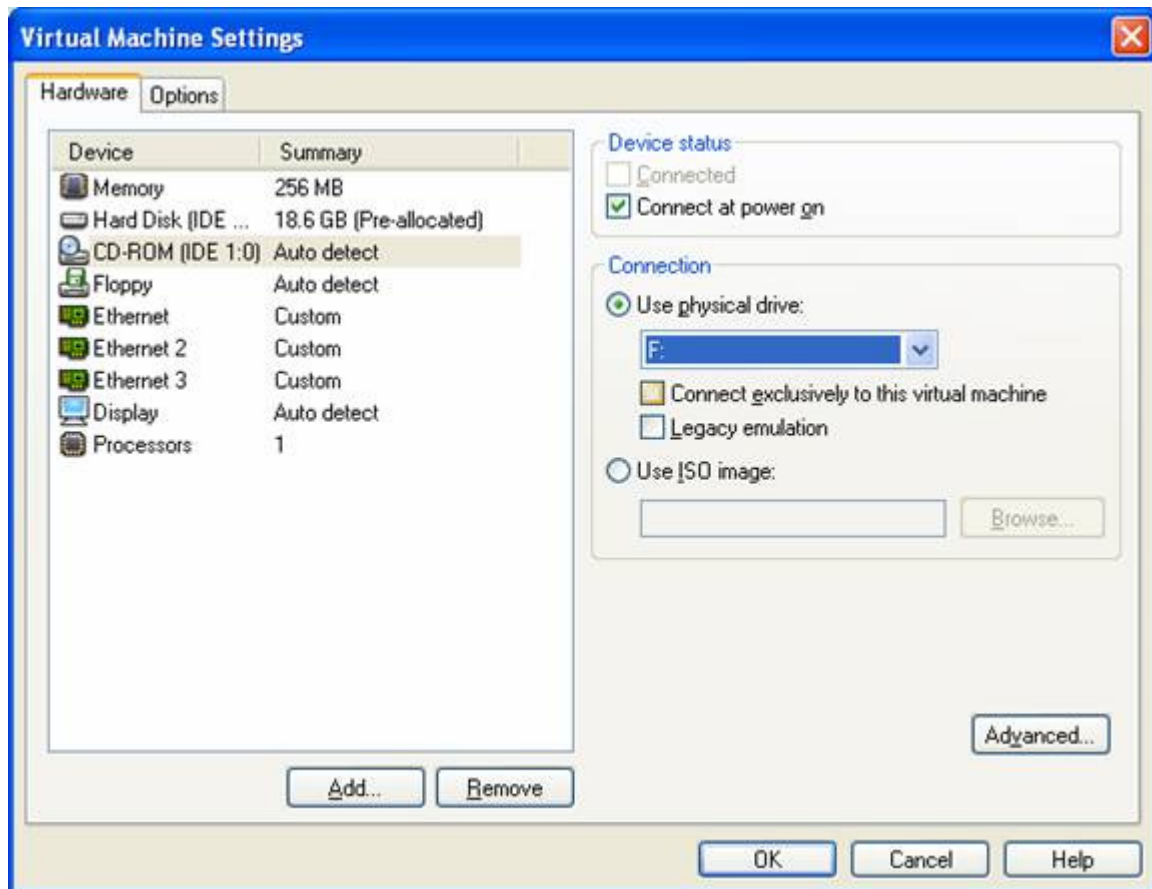 Virtual Machine Settings
Hardware Options
Device Summary
Memory 256 MB
Hard Disk (IDE ... 18.6 GB (Pre-allocated)
CD-ROM (IDE 1:0) Auto detect
Floppy Auto detect
Ethernet Custom
Ethernet 2 Custom
Ethernet 3 Custom
Display Auto detect
Processors 1
Add... Remove
Device status
Connected
Connect at power on
Connection
Use physical drive:
F:
Connect exclusively to this virtual machine
Legacy emulation
Use ISO image:
Browse...
Advanced...
OK Cancel Help